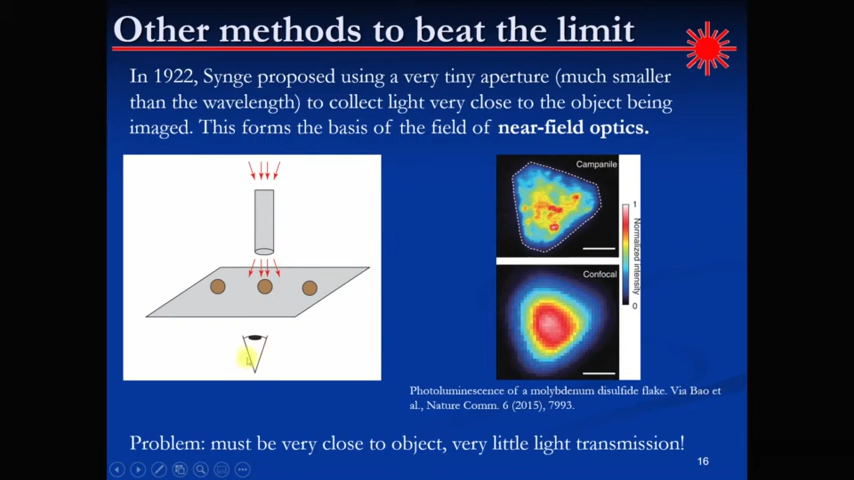 Other methods to beat the limit
In 1922, Synge proposed using a very tiny aperture (much smaller
than the wavelength) to collect light very close to the object being
imaged. This forms the basis of the field of near-field optics.
Campanile
Confocal
1
Normalized intensity
0
Photoluminescence of a molybdenum disulfide flake. Via Bao et
al., Nature Comm. 6 (2015), 7993.
Problem: must be very close to object, very little light transmission!
16